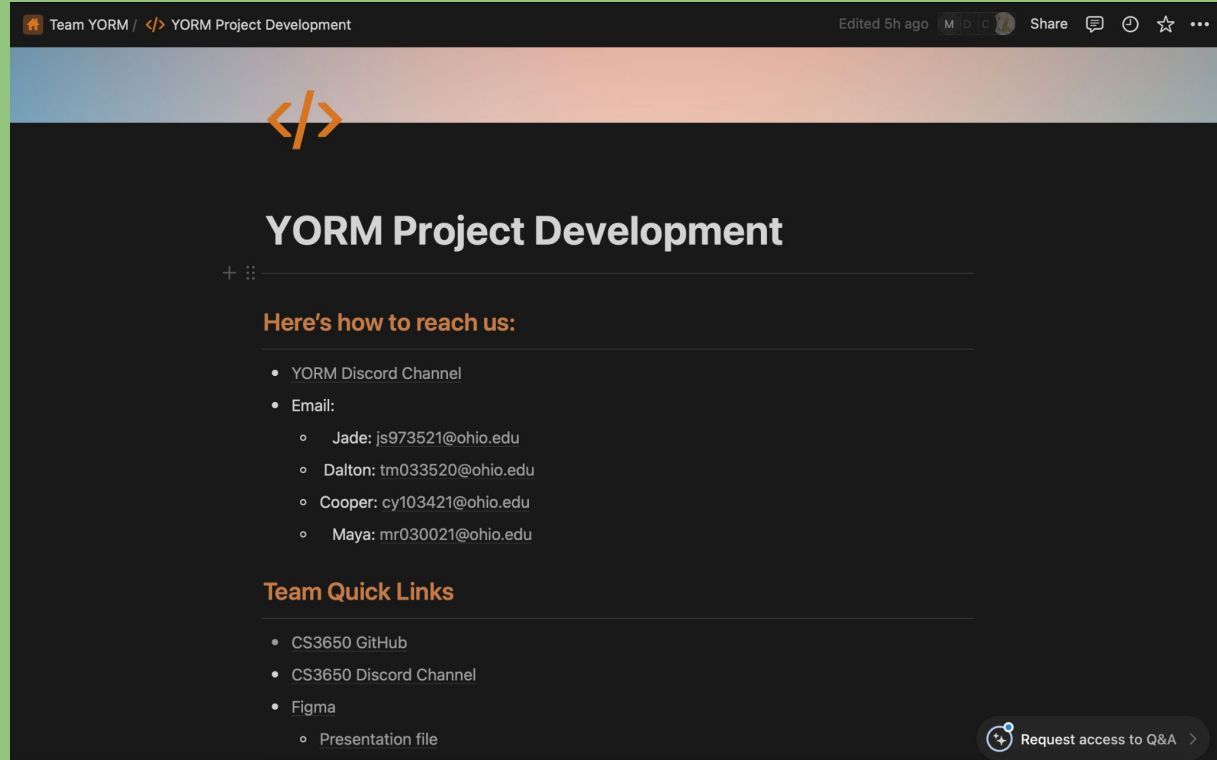 Team YORM / </> YORM Project Development
Edited 5h ago M D C Share
</>
YORM Project Development
Here's how to reach us:
YORM Discord Channel
Email:
Jade: js973521@ohio.edu
Dalton: tm033520@ohio.edu
Cooper: cy103421@ohio.edu
Maya: mr030021@ohio.edu
Team Quick Links
CS3650 GitHub
CS3650 Discord Channel
Figma
Presentation file
Request access to Q&A